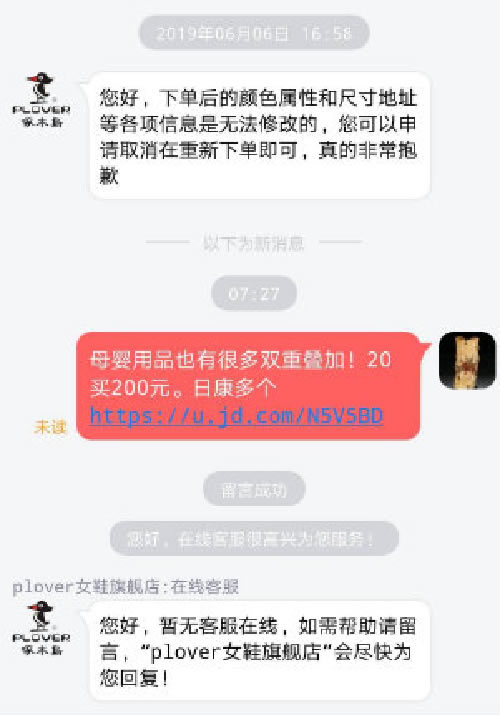 2019年06月06日 16:58
PLOVER
啄木鸟
您好，下单后的颜色属性和尺寸地址
等各项信息是无法修改的，您可以申
请取消在重新下单即可，真的非常抱
歉
以下为新消息
07:27
母婴用品也有很多双重叠加！20
买200元。日康多个
https://u.jd.com/N5V5BD
未读
留言成功
您好，在线客服很高兴为您服务！
plover女鞋旗舰店:在线客服
PLOVER
啄木鸟
您好，暂无客服在线，如需帮助请留
言，“plover女鞋旗舰店”会尽快为
您回复！